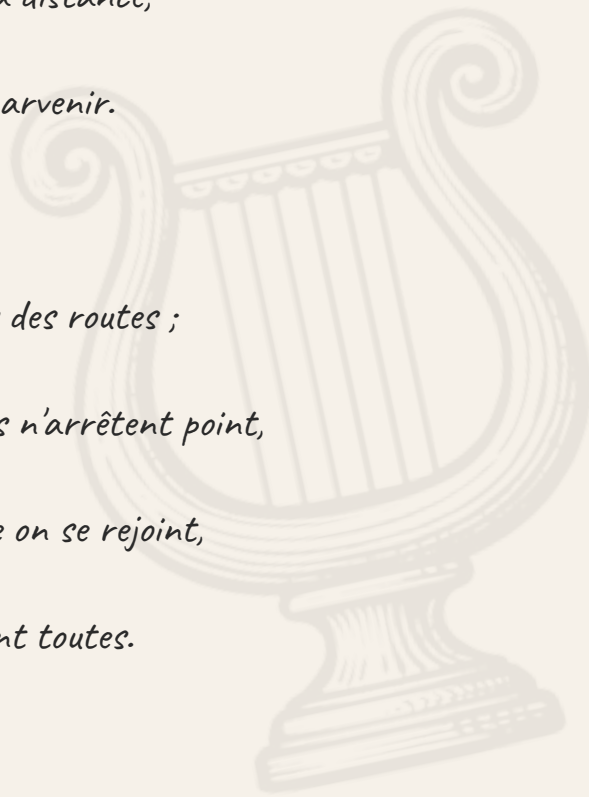 distance,
arvenir.
des routes ;
n'arrêtent point,
on se rejoint,
nt toutes.